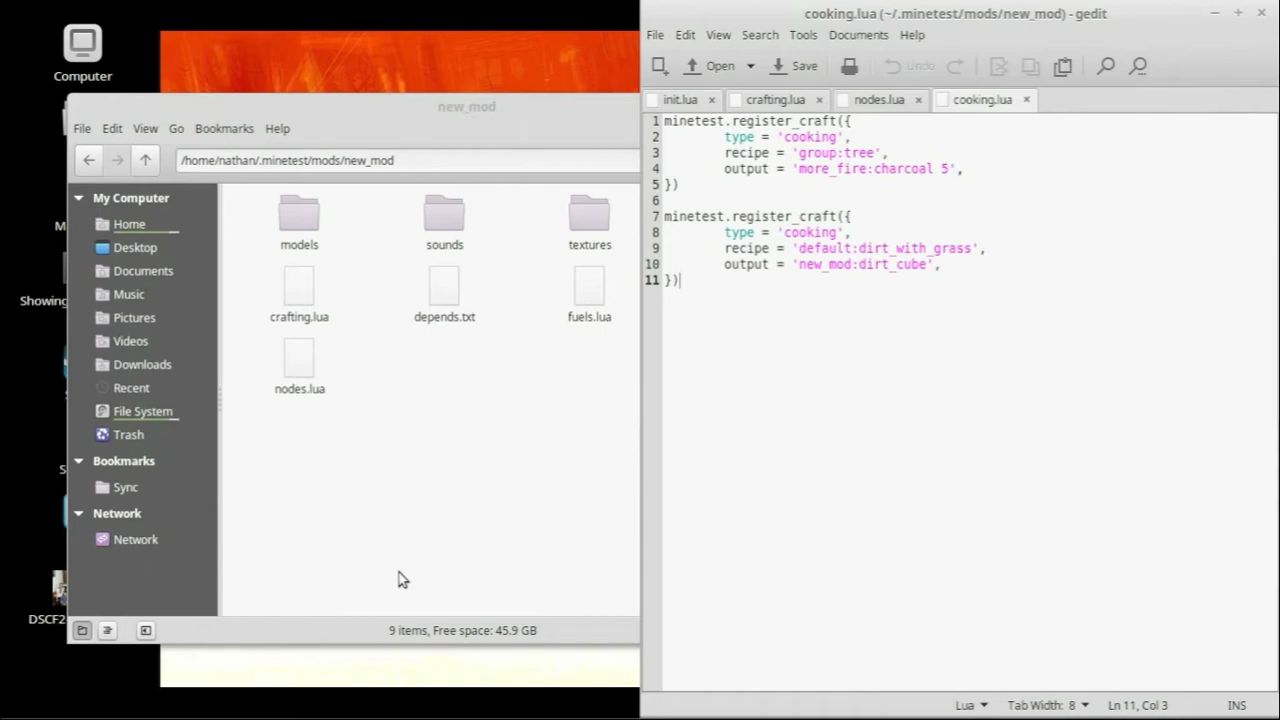 Computer
M
Showing
S
DSCF2
new_mod
File Edit View Go Bookmarks Help
/home/nathan/.minetest/mods/new_mod
My Computer
Home
Desktop
Documents
Music
Pictures
Videos
Downloads
Recent
File System
Trash
Bookmarks
Sync
Network
Network
models sounds textures
crafting.lua depends.txt fuels.lua
nodes.lua
9 items, Free space: 45.9 GB
cooking.lua (~/.minetest/mods/new_mod) - gedit
File Edit View Search Tools Documents Help
Open Save Undo
init.lua × crafting.lua × nodes.lua × cooking.lua ×
1 minetest.register_craft({
2 type = 'cooking',
3 recipe = 'group:tree',
4 output = 'more_fire:charcoal 5',
5 })
6
7 minetest.register_craft({
8 type = 'cooking',
9 recipe = 'default:dirt_with_grass',
10 output = 'new_mod:dirt_cube',
11 })
Lua Tab Width: 8 Ln 11, Col 3 INS